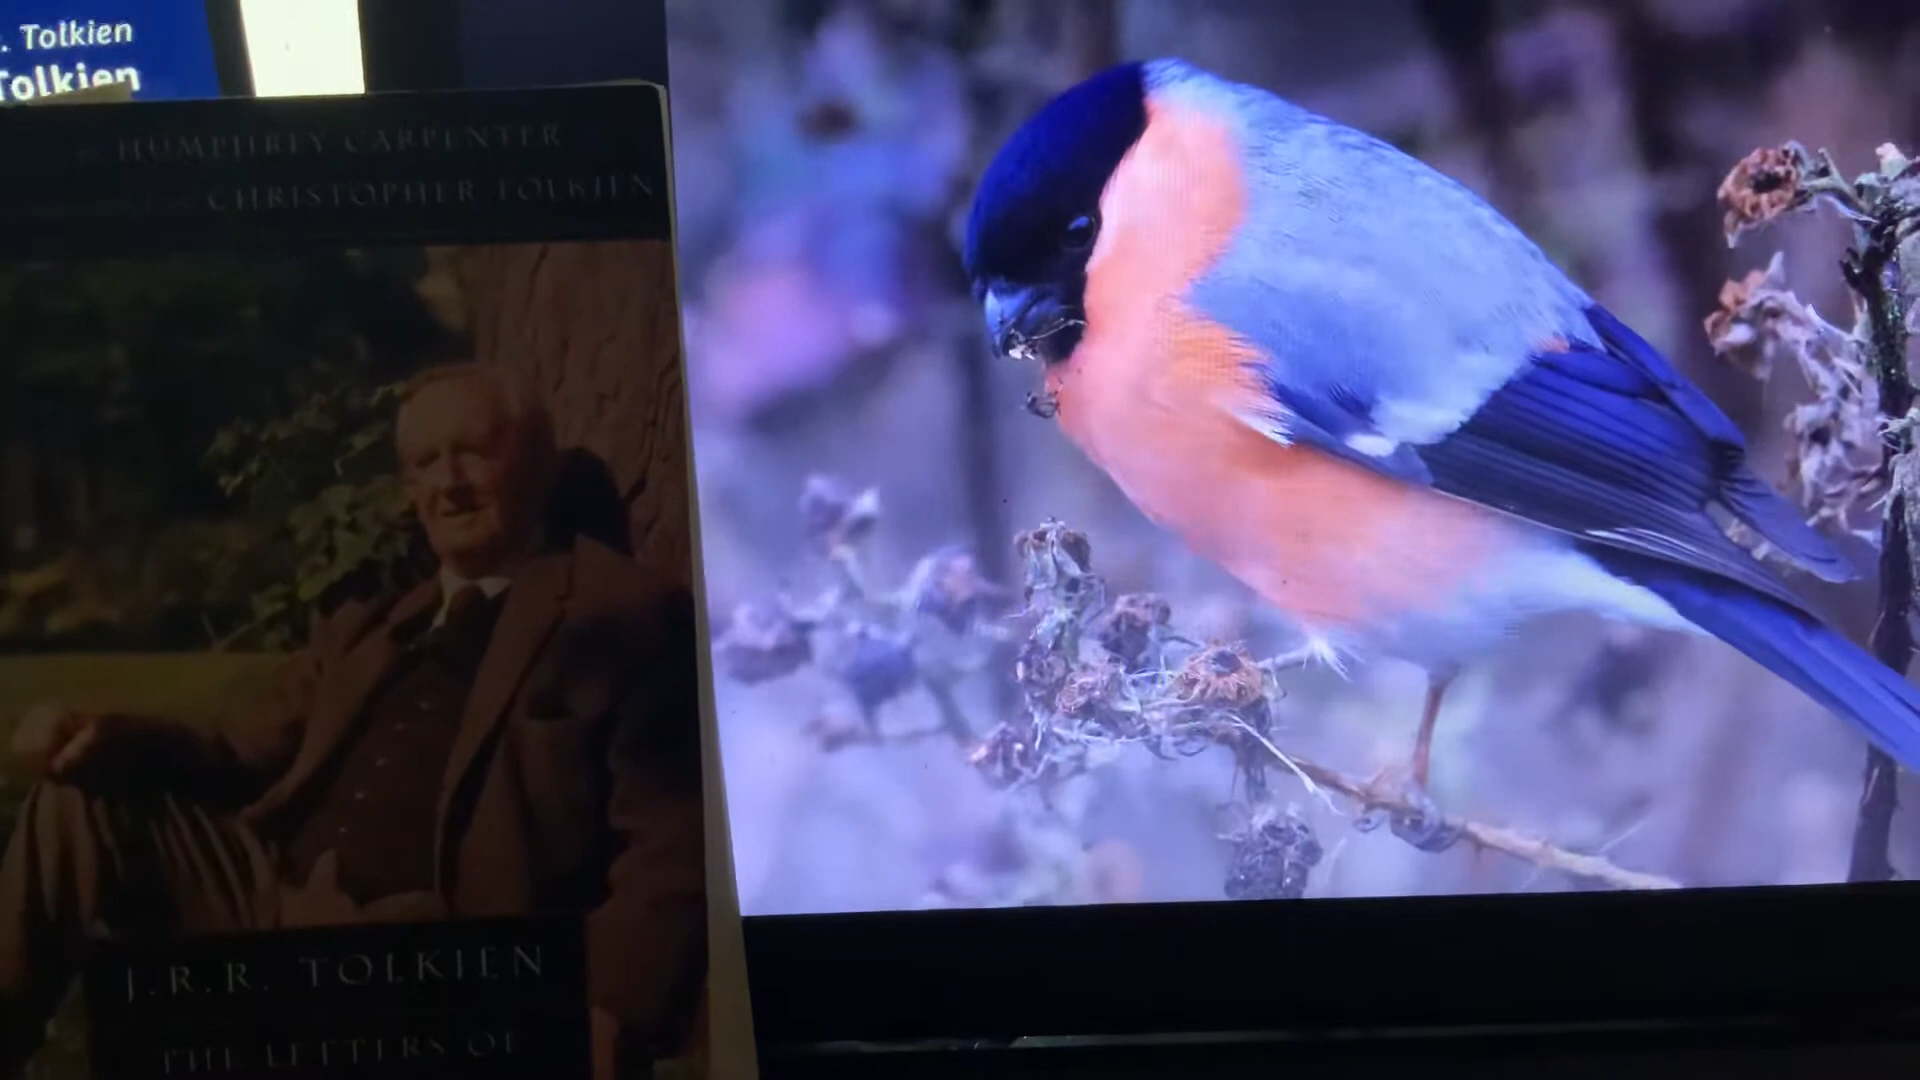 . Tolkien
Tolkien
HUMPHREY CARPENTER
CHRISTOPHER TOLKIEN
J.R.R. TOLKIEN
THE LETTERS OF